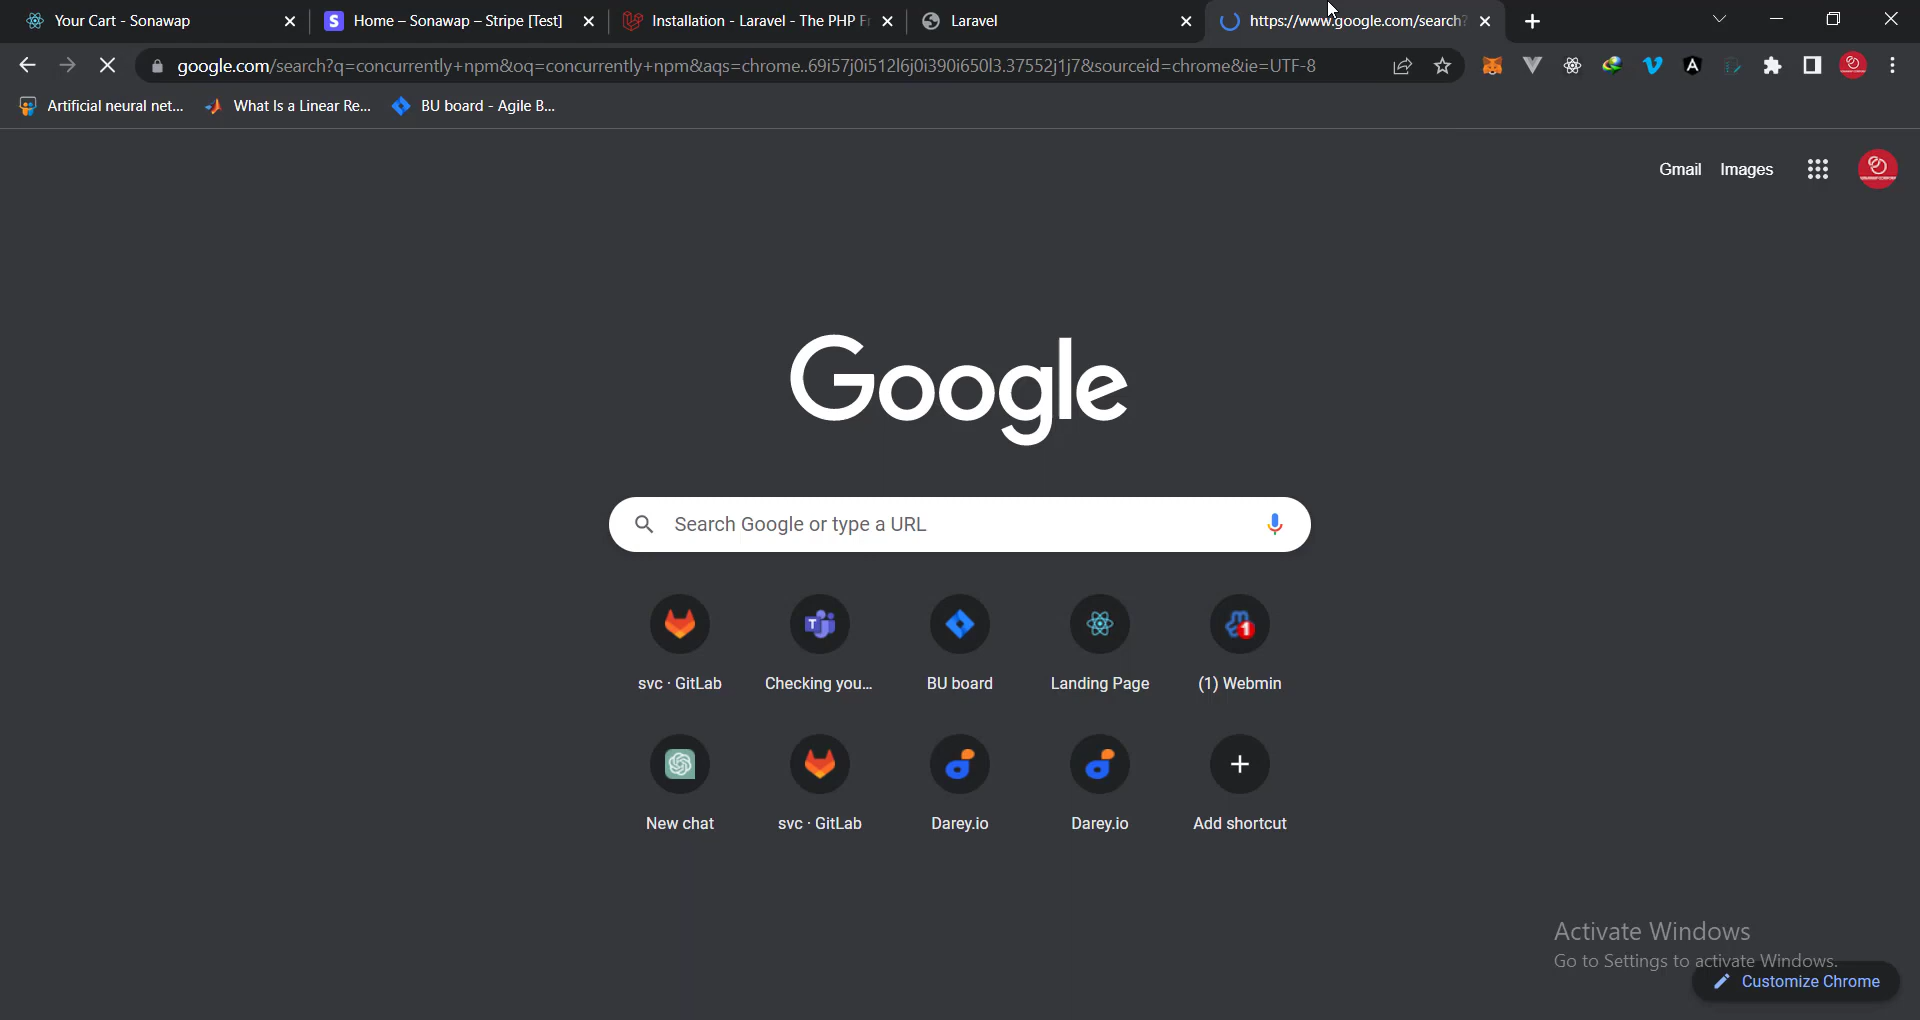 Your Cart - Sonawap
Home – Sonawap – Stripe [Test]
Installation - Laravel - The PHP Fr
Laravel
https://www.google.com/search?
google.com/search?q=concurrently+npm&oq=concurrently+npm&aqs=chrome..69i57j0i512l6j0i390i650l3.37552j1j7&sourceid=chrome&ie=UTF-8
Artificial neural net...
What Is a Linear Re...
BU board - Agile B...
Gmail
Images
Google
Search Google or type a URL
svc · GitLab
Checking you...
BU board
Landing Page
(1) Webmin
New chat
svc · GitLab
Darey.io
Darey.io
Add shortcut
Activate Windows
Go to Settings to activate Windows.
Customize Chrome